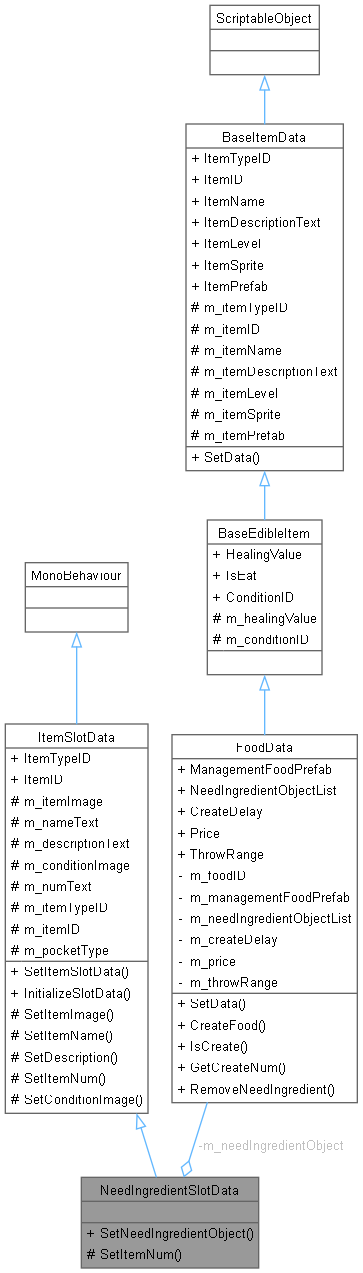 ScriptableObject
BaseItemData
+ ItemTypeID
+ ItemID
+ ItemName
+ ItemDescriptionText
+ ItemLevel
+ ItemSprite
+ ItemPrefab
# m_itemTypeID
# m_itemID
# m_itemName
# m_itemDescriptionText
# m_itemLevel
# m_itemSprite
# m_itemPrefab
+ SetData()
BaseEdibleItem
+ HealingValue
+ IsEat
+ ConditionID
# m_healingValue
# m_conditionID
MonoBehaviour
ItemSlotData
+ ItemTypeID
+ ItemID
# m_itemImage
# m_nameText
# m_descriptionText
# m_conditionImage
# m_numText
# m_itemTypeID
# m_itemID
# m_pocketType
+ SetItemSlotData()
+ InitializeSlotData()
# SetItemImage()
# SetItemName()
# SetDescription()
# SetItemNum()
# SetConditionImage()
FoodData
+ ManagementFoodPrefab
+ NeedIngredientObjectList
+ CreateDelay
+ Price
+ ThrowRange
- m_foodID
- m_managementFoodPrefab
- m_needIngredientObjectList
- m_createDelay
- m_price
- m_throwRange
+ SetData()
+ CreateFood()
+ IsCreate()
+ GetCreateNum()
+ RemoveNeedIngredient()
-m_needIngredientObject
NeedIngredientSlotData
+ SetNeedIngredientObject()
# SetItemNum()